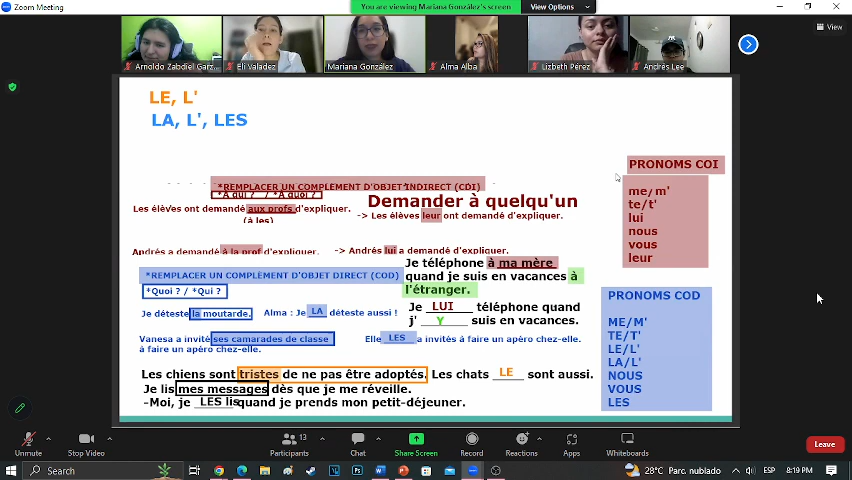 Zoom Meeting
You are viewing Mariana González's screen
View Options
View
Arnoldo Zabdiel Garz...
Eli Valadez
Mariana González
Alma Alba
Lizbeth Pérez
Andrés Lee
LE, L'
LA, L', LES
PRONOMS COI
me/m'
te/t'
lui
nous
vous
leur
*REMPLACER UN COMPLÉMENT D'OBJET INDIRECT (COI)
*À qui ? / *À quoi ?
Demander à quelqu'un
Les élèves ont demandé aux profs d'expliquer.
-> Les élèves leur ont demandé d'expliquer.
(à les)
Andrés a demandé à la prof d'expliquer.
-> Andrés lui a demandé d'expliquer.
Je téléphone à ma mère
quand je suis en vacances à
l'étranger.
*REMPLACER UN COMPLÉMENT D'OBJET DIRECT (COD)
*Quoi ? / *Qui ?
Je LUI téléphone quand
j' Y suis en vacances.
Je déteste la moutarde.
Alma : Je LA déteste aussi !
Vanesa a invité ses camarades de classe
à faire un apéro chez-elle.
Elle LES a invités à faire un apéro chez-elle.
PRONOMS COD
ME/M'
TE/T'
LE/L'
LA/L'
NOUS
VOUS
LES
Les chiens sont tristes de ne pas être adoptés. Les chats LE sont aussi.
Je lis mes messages dès que je me réveille.
-Moi, je LES lis quand je prends mon petit-déjeuner.
Unmute
Stop Video
13
Participants
Chat
Share Screen
Record
Reactions
Apps
Whiteboards
Leave
Search
28°C Parc. nublado
ESP
8:19 PM